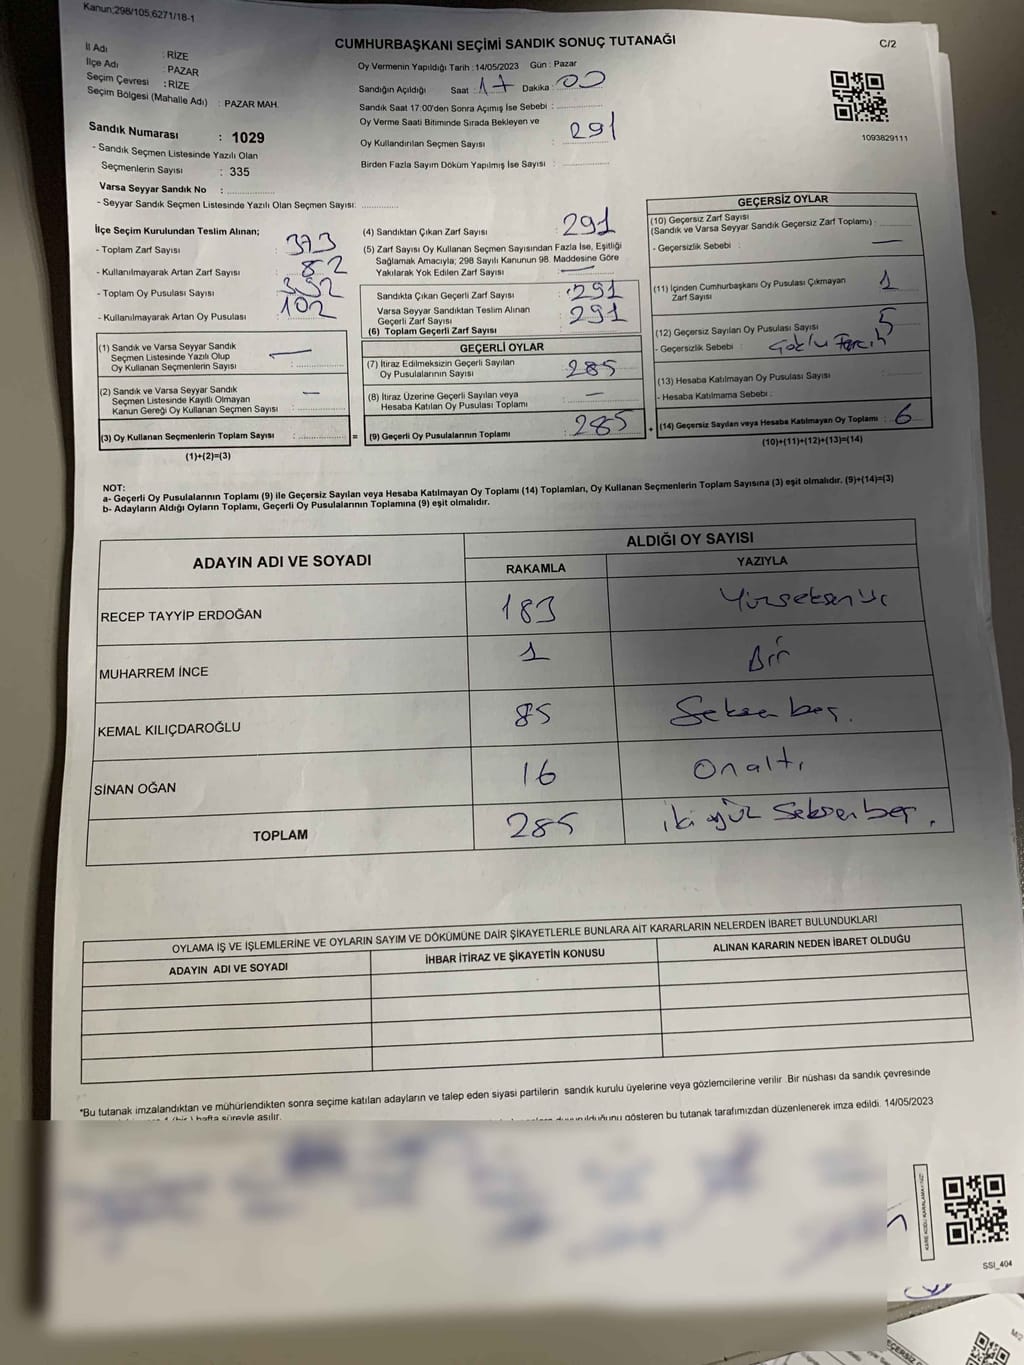 Kanun;298/105,6271/18-1
CUMHURBAŞKANI SEÇİMİ SANDIK SONUÇ TUTANAĞI
C/2
İl Adı : RİZE
İlçe Adı : PAZAR
Seçim Çevresi : RİZE
Seçim Bölgesi (Mahalle Adı) : PAZAR MAH.
Sandık Numarası : 1029
- Sandık Seçmen Listesinde Yazılı Olan
Seçmenlerin Sayısı : 335
Varsa Seyyar Sandık No :
- Seyyar Sandık Seçmen Listesinde Yazılı Olan Seçmen Sayısı:
Oy Vermenin Yapıldığı Tarih : 14/05/2023 Gün : Pazar
Sandığın Açıldığı Saat : 17 Dakika : 00
Sandık Saat 17:00'den Sonra Açımış İse Sebebi :
Oy Verme Saati Bitiminde Sırada Bekleyen ve
Oy Kullandırılan Seçmen Sayısı : 291
Birden Fazla Sayım Döküm Yapılmış İse Sayısı :
1093829111
İlçe Seçim Kurulundan Teslim Alınan;
- Toplam Zarf Sayısı : 373
- Kullanılmayarak Artan Zarf Sayısı : 82
- Toplam Oy Pusulası Sayısı :
- Kullanılmayarak Artan Oy Pusulası : 102
(1) Sandık ve Varsa Seyyar Sandık
Seçmen Listesinde Yazılı Olup
Oy Kullanan Seçmenlerin Sayısı : —
(2) Sandık ve Varsa Seyyar Sandık
Seçmen Listesinde Kayıtlı Olmayan
Kanun Gereği Oy Kullanan Seçmen Sayısı : —
(3) Oy Kullanan Seçmenlerin Toplam Sayısı : =
(1)+(2)=(3)
(4) Sandıktan Çıkan Zarf Sayısı : 291
(5) Zarf Sayısı Oy Kullanan Seçmen Sayısından Fazla İse, Eşitliği
Sağlamak Amacıyla; 298 Sayılı Kanunun 98. Maddesine Göre
Yakılarak Yok Edilen Zarf Sayısı : —
Sandıkta Çıkan Geçerli Zarf Sayısı : 291
Varsa Seyyar Sandıktan Teslim Alınan
Geçerli Zarf Sayısı
(6) Toplam Geçerli Zarf Sayısı : 291
GEÇERLİ OYLAR
(7) İtiraz Edilmeksizin Geçerli Sayılan
Oy Pusulalarının Sayısı : 285
(8) İtiraz Üzerine Geçerli Sayılan veya
Hesaba Katılan Oy Pusulası Toplamı : —
(9) Geçerli Oy Pusulalarının Toplamı : 285 +
GEÇERSİZ OYLAR
(10) Geçersiz Zarf Sayısı
(Sandık ve Varsa Seyyar Sandık Geçersiz Zarf Toplamı) :
- Geçersizlik Sebebi : —
(11) İçinden Cumhurbaşkanı Oy Pusulası Çıkmayan
Zarf Sayısı : 1
(12) Geçersiz Sayılan Oy Pusulası Sayısı : 5
- Geçersizlik Sebebi :
(13) Hesaba Katılmayan Oy Pusulası Sayısı :
- Hesaba Katılmama Sebebi :
(14) Geçersiz Sayılan veya Hesaba Katılmayan Oy Toplamı : 6
(10)+(11)+(12)+(13)=(14)
NOT:
a- Geçerli Oy Pusulalarının Toplamı (9) ile Geçersiz Sayılan veya Hesaba Katılmayan Oy Toplamı (14) Toplamları, Oy Kullanan Seçmenlerin Toplam Sayısına (3) eşit olmalıdır. (9)+(14)=(3)
b- Adayların Aldığı Oyların Toplamı, Geçerli Oy Pusulalarının Toplamına (9) eşit olmalıdır.
ADAYIN ADI VE SOYADI
ALDIĞI OY SAYISI
RAKAMLA YAZIYLA
RECEP TAYYİP ERDOĞAN 183 Yüzseksenüç
MUHARREM İNCE 1 Bir
KEMAL KILIÇDAROĞLU 85 Seksenbeş.
SİNAN OĞAN 16 Onaltı
TOPLAM 285 ikiyüz Seksenbeş.
OYLAMA İŞ VE İŞLEMLERİNE VE OYLARIN SAYIM VE DÖKÜMÜNE DAİR ŞİKAYETLERLE BUNLARA AİT KARARLARIN NELERDEN İBARET BULUNDUKLARI
ADAYIN ADI VE SOYADI İHBAR İTİRAZ VE ŞİKAYETİN KONUSU ALINAN KARARIN NEDEN İBARET OLDUĞU
*Bu tutanak imzalandıktan ve mühürlendikten sonra seçime katılan adayların ve talep eden siyasi partilerin sandık kurulu üyelerine veya gözlemcilerine verilir .Bir nüshası da sandık çevresinde
hafta süreyle asılır.
gösteren bu tutanak tarafımızdan düzenlenerek imza edildi. 14/05/2023
SSI_404